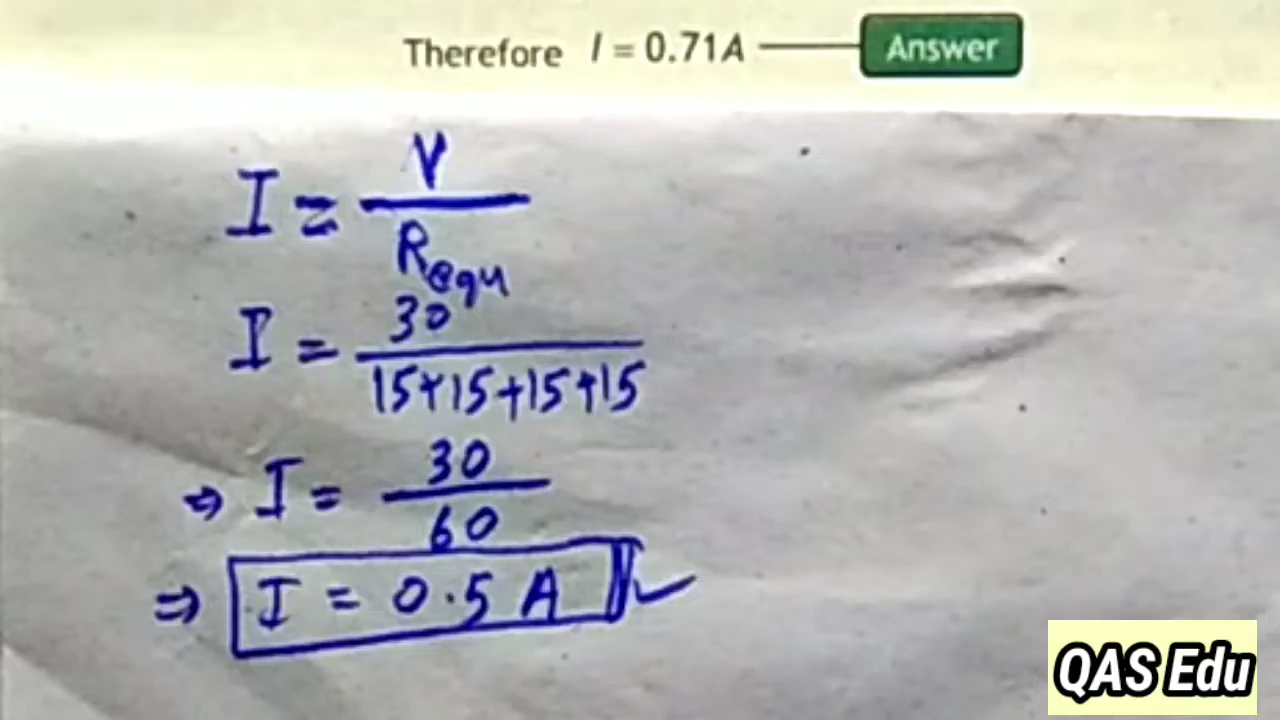 Therefore I = 0.71A Answer
I = V / Requ
I = 30 / 15+15+15+15
⇒ I = 30 / 60
⇒ I = 0.5 A
QAS Edu